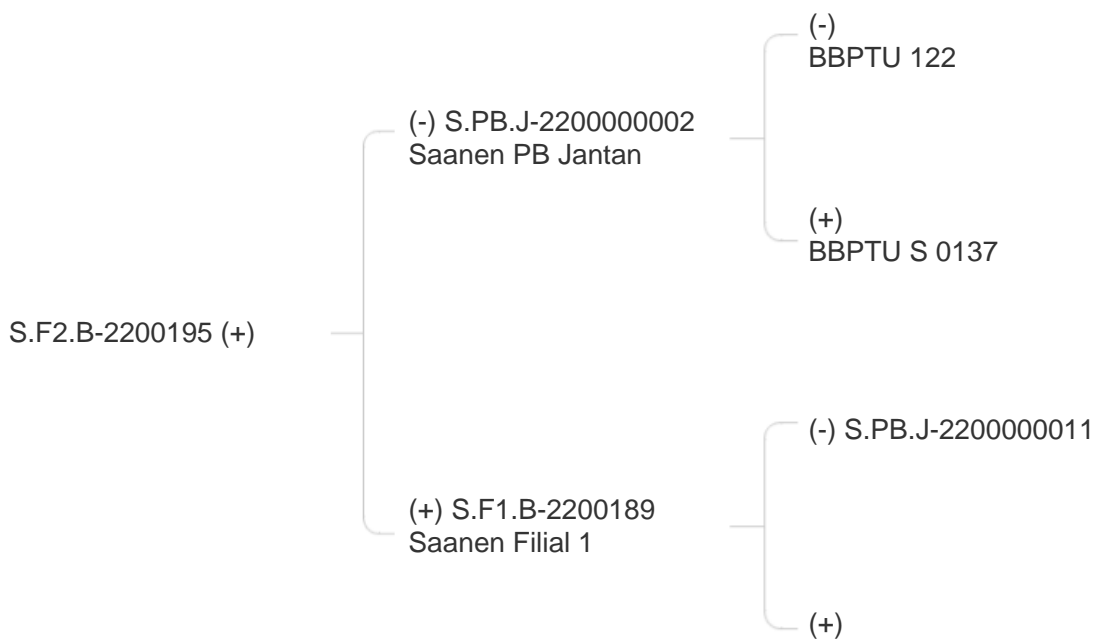 (-)
BBPTU 122
(-) S.PB.J-2200000002
Saanen PB Jantan
(+)
BBPTU S 0137
S.F2.B-2200195 (+)
(-) S.PB.J-2200000011
(+) S.F1.B-2200189
Saanen Filial 1
(+)